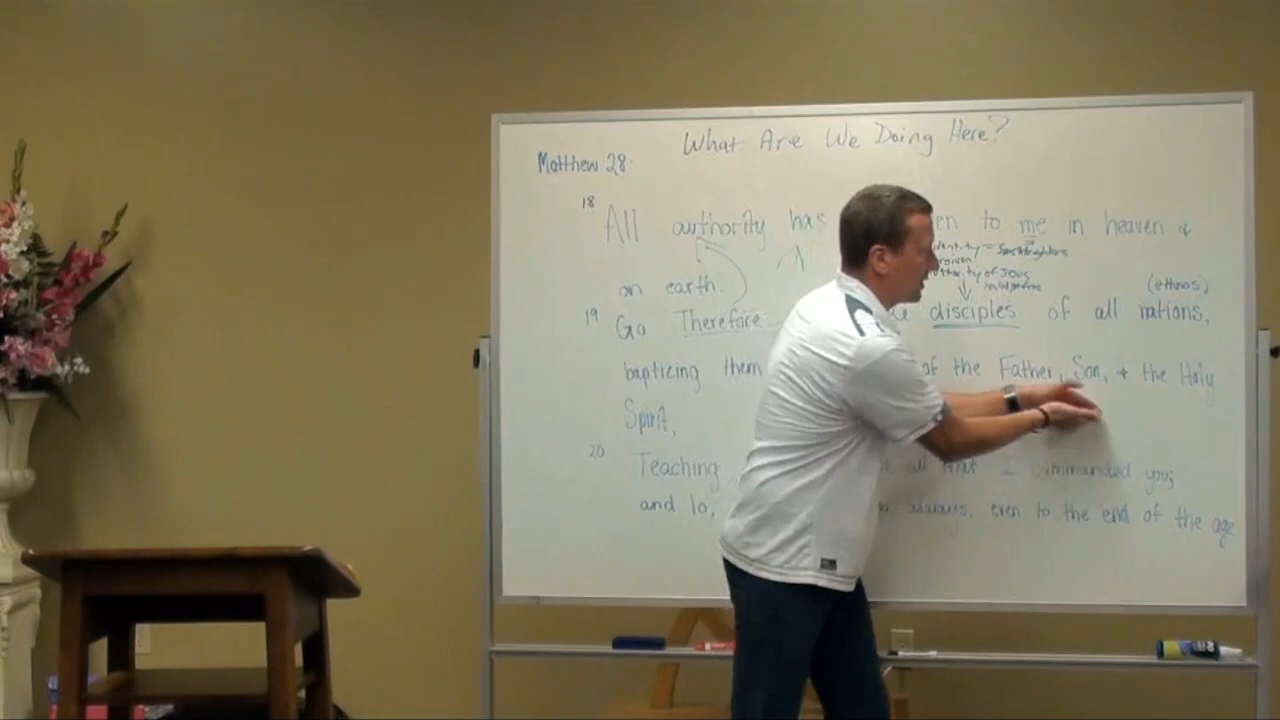 What Are We Doing Here?
Matthew 28:
18 All authority has en to me in heaven &
on earth.
(ethnos)
19 Go Therefore disciples of all nations,
baptizing them of the Father, Son, & the Holy
Spirit,
20 Teaching all that I commanded you;
and lo, always, even to the end of the age